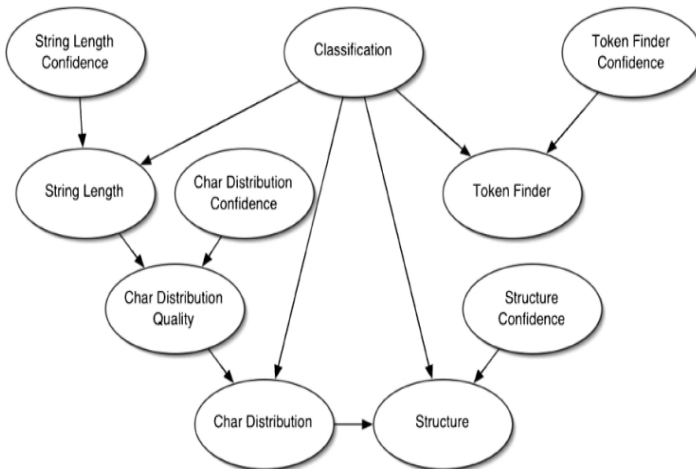 String Length
Confidence
Classification
Token Finder
Confidence
String Length
Char Distribution
Confidence
Token Finder
Char Distribution
Quality
Structure
Confidence
Char Distribution
Structure